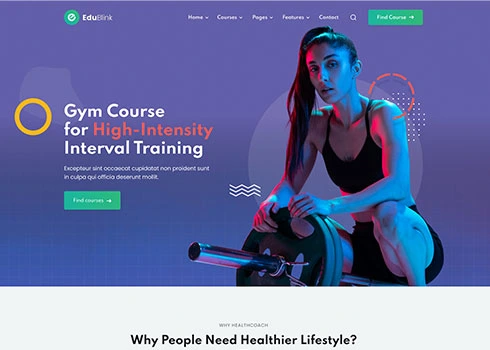 EduBlink
Home Courses Pages Features Contact
Find Course →
Gym Course
for High-Intensity
Interval Training
Excepteur sint occaecat cupidatat non proident sunt
in culpa qui officia deserunt mollit.
Find courses →
WHY HEALTHCOACH
Why People Need Healthier Lifestyle?